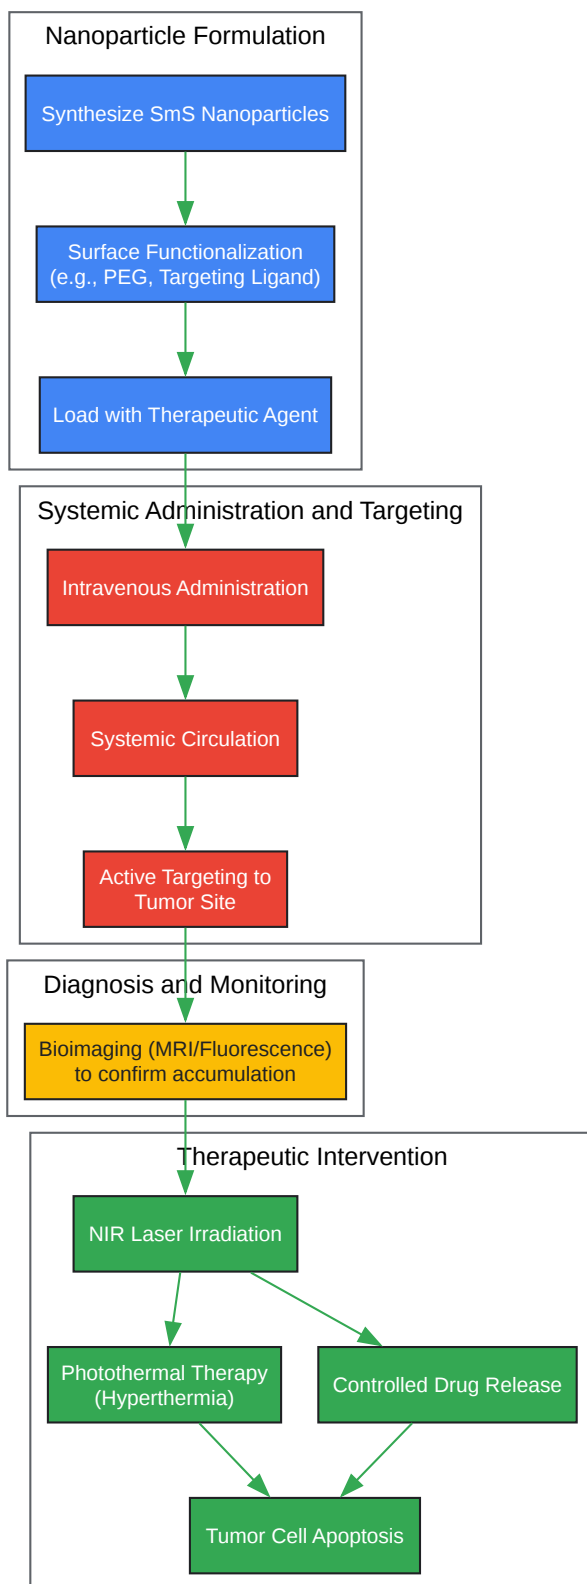 Nanoparticle Formulation
Synthesize SmS Nanoparticles
Surface Functionalization
(e.g., PEG, Targeting Ligand)
Load with Therapeutic Agent
Systemic Administration and Targeting
Intravenous Administration
Systemic Circulation
Active Targeting to
Tumor Site
Diagnosis and Monitoring
Bioimaging (MRI/Fluorescence)
to confirm accumulation
Therapeutic Intervention
NIR Laser Irradiation
Photothermal Therapy
(Hyperthermia)
Controlled Drug Release
Tumor Cell Apoptosis